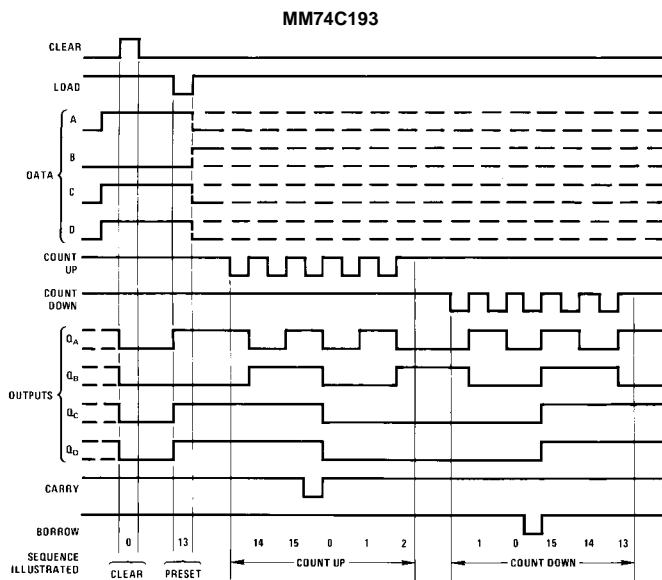 MM74C193
CLEAR
LOAD
A
B
DATA
C
D
COUNT
UP
COUNT
DOWN
QA
QB
OUTPUTS
QC
QD
CARRY
BORROW
0 13 14 15 0 1 2 1 0 15 14 13
SEQUENCE
ILLUSTRATED
CLEAR PRESET COUNT UP COUNT DOWN